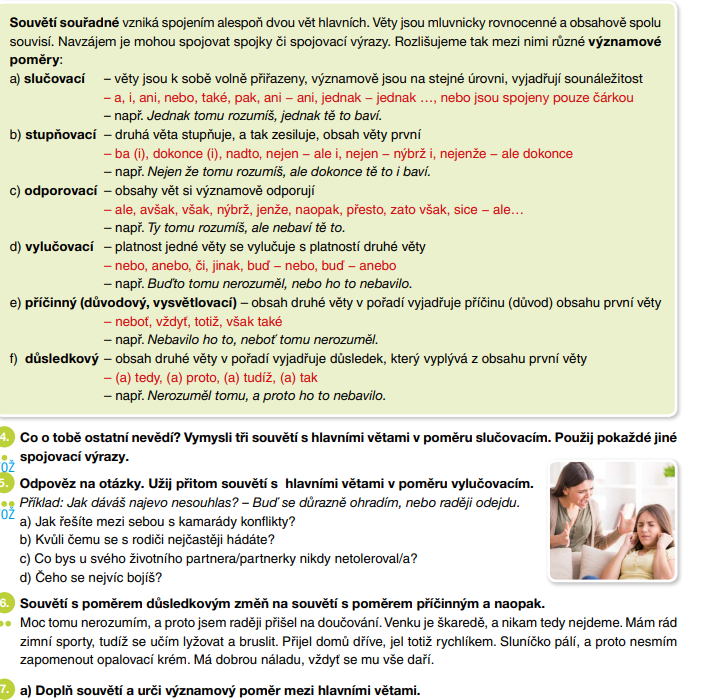 Souvětí souřadné vzniká spojením alespoň dvou vět hlavních. Věty jsou mluvnicky rovnocenné a obsahově spolu
souvisí. Navzájem je mohou spojovat spojky či spojovací výrazy. Rozlišujeme tak mezi nimi různé významové
poměry:
a) slučovací – věty jsou k sobě volně přiřazeny, významově jsou na stejné úrovni, vyjadřují sounáležitost
– a, i, ani, nebo, také, pak, ani – ani, jednak – jednak …, nebo jsou spojeny pouze čárkou
– např. Jednak tomu rozumíš, jednak tě to baví.
b) stupňovací – druhá věta stupňuje, a tak zesiluje, obsah věty první
– ba (i), dokonce (i), nadto, nejen – ale i, nejen – nýbrž i, nejenže – ale dokonce
– např. Nejen že tomu rozumíš, ale dokonce tě to i baví.
c) odporovací – obsahy vět si významově odporují
– ale, avšak, však, nýbrž, jenže, naopak, přesto, zato však, sice – ale…
– např. Ty tomu rozumíš, ale nebaví tě to.
d) vylučovací – platnost jedné věty se vylučuje s platností druhé věty
– nebo, anebo, či, jinak, buď – nebo, buď – anebo
– např. Buďto tomu nerozuměl, nebo ho to nebavilo.
e) příčinný (důvodový, vysvětlovací) – obsah druhé věty v pořadí vyjadřuje příčinu (důvod) obsahu první věty
– neboť, vždyť, totiž, však také
– např. Nebavilo ho to, neboť tomu nerozuměl.
f) důsledkový – obsah druhé věty v pořadí vyjadřuje důsledek, který vyplývá z obsahu první věty
– (a) tedy, (a) proto, (a) tudíž, (a) tak
– např. Nerozuměl tomu, a proto ho to nebavilo.
4. Co o tobě ostatní nevědí? Vymysli tři souvětí s hlavními větami v poměru slučovacím. Použij pokaždé jiné
spojovací výrazy.
OŽ
5. Odpověz na otázky. Užij přitom souvětí s hlavními větami v poměru vylučovacím.
Příklad: Jak dáváš najevo nesouhlas? – Buď se důrazně ohradím, nebo raději odejdu.
OŽ
a) Jak řešíte mezi sebou s kamarády konflikty?
b) Kvůli čemu se s rodiči nejčastěji hádáte?
c) Co bys u svého životního partnera/partnerky nikdy netoleroval/a?
d) Čeho se nejvíc bojíš?
6. Souvětí s poměrem důsledkovým změň na souvětí s poměrem příčinným a naopak.
Moc tomu nerozumím, a proto jsem raději přišel na doučování. Venku je škaredě, a nikam tedy nejdeme. Mám rád
zimní sporty, tudíž se učím lyžovat a bruslit. Přijel domů dříve, jel totiž rychlíkem. Sluníčko pálí, a proto nesmím
zapomenout opalovací krém. Má dobrou náladu, vždyť se mu vše daří.
7. a) Doplň souvětí a urči významový poměr mezi hlavními větami.